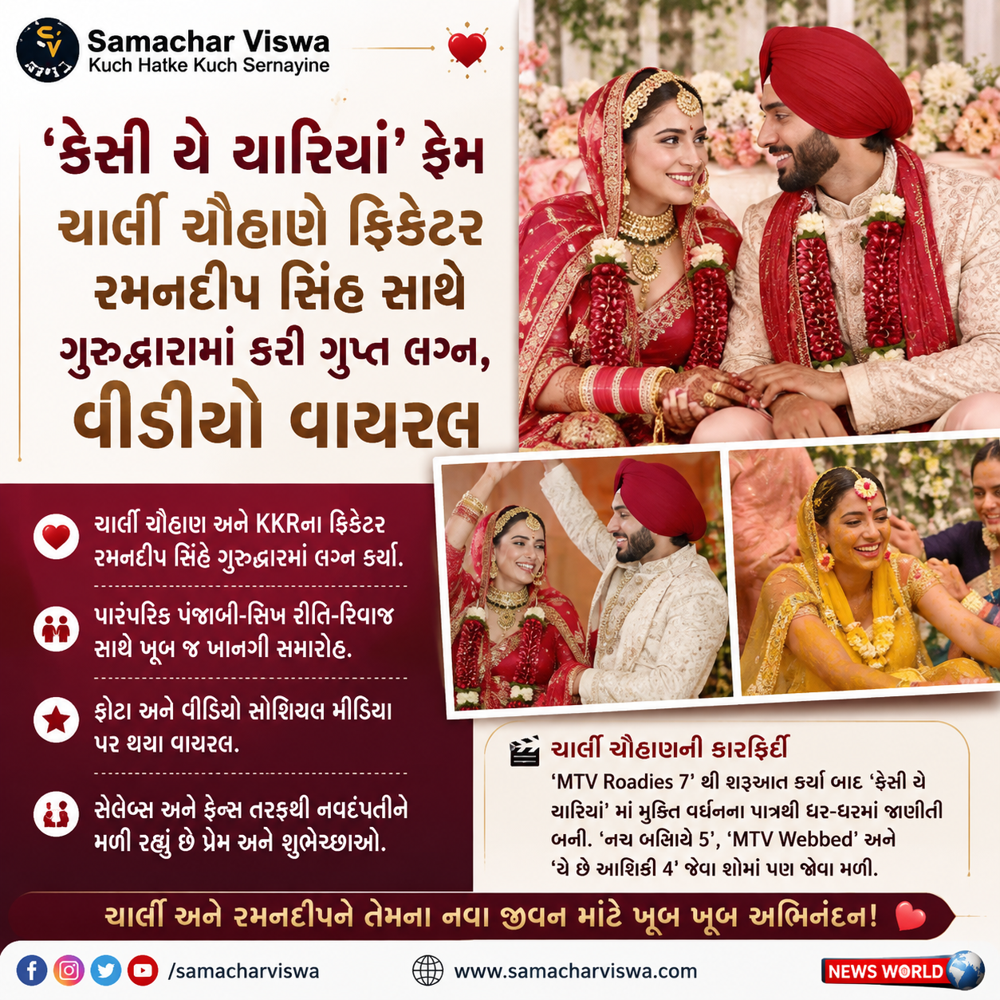 Samachar Viswa
Kuch Hatke Kuch Sernayine
‘કેસી યે યારિયાં’ ફેમ
ચાર્લી ચૌહાણે ફિકેટર
રમનદીપ સિંહ સાથે
ગુરુદ્વારામાં કરી ગુપ્ત લગ્ન,
વીડીયો વાયરલ
ચાર્લી ચૌહાણ અને KKRના ફિકેટર
રમનદીપ સિંહે ગુરુદ્વારમાં લગ્ન કર્યા.
પારંપરિક પંજાબી-સિખ રીતિ-રિવાજ
સાથે ખૂબ જ ખાનગી સમારોહ.
ફોટા અને વીડિયો સોશિયલ મીડિયા
પર થયા વાયરલ.
સેલેબ્સ અને ફેન્સ તરફથી નવદંપતીને
મળી રહ્યું છે પ્રેમ અને શુભેચ્છાઓ.
ચાર્લી ચૌહાણની કારફિર્દી
‘MTV Roadies 7’ થી શરૂઆત કર્યા બાદ ‘ફેસી યે
યારિયાં’ માં મુક્તિ વર્ધનના પાત્રથી ઘર-ઘરમાં જાણીતી
બની. ‘નચ બલિયે 5’, ‘MTV Webbed’ અને
‘યે છે આશિકી 4’ જેવા શોમાં પણ જોવા મળી.
ચાર્લી અને રમનદીપને તેમના નવા જીવન માંટે ખૂબ ખૂબ અભિનંદન!
/samacharviswa
www.samacharviswa.com
NEWS WORLD